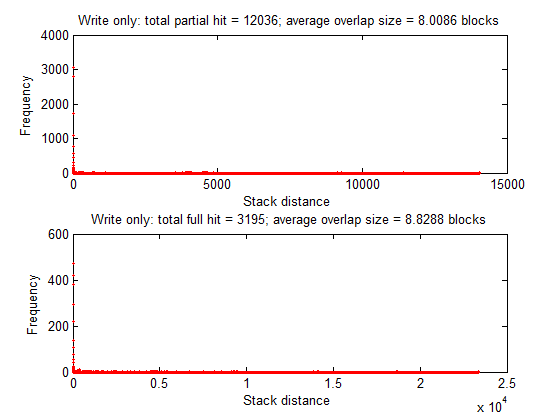 Write only: total partial hit = 12036; average overlap size = 8.0086 blocks
4000
3000
2000
1000
0
Frequency
0 5000 10000 15000
Stack distance
Write only: total full hit = 3195; average overlap size = 8.8288 blocks
600
400
200
0
Frequency
0 0.5 1 1.5 2 2.5
x 10^4
Stack distance